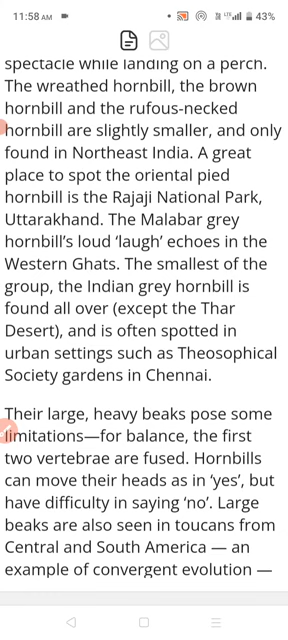 11:58 AM
LTE 43%
spectacle while landing on a perch.
The wreathed hornbill, the brown
hornbill and the rufous-necked
hornbill are slightly smaller, and only
found in Northeast India. A great
place to spot the oriental pied
hornbill is the Rajaji National Park,
Uttarakhand. The Malabar grey
hornbill’s loud ‘laugh’ echoes in the
Western Ghats. The smallest of the
group, the Indian grey hornbill is
found all over (except the Thar
Desert), and is often spotted in
urban settings such as Theosophical
Society gardens in Chennai.
Their large, heavy beaks pose some
limitations—for balance, the first
two vertebrae are fused. Hornbills
can move their heads as in ‘yes’, but
have difficulty in saying ‘no’. Large
beaks are also seen in toucans from
Central and South America — an
example of convergent evolution —